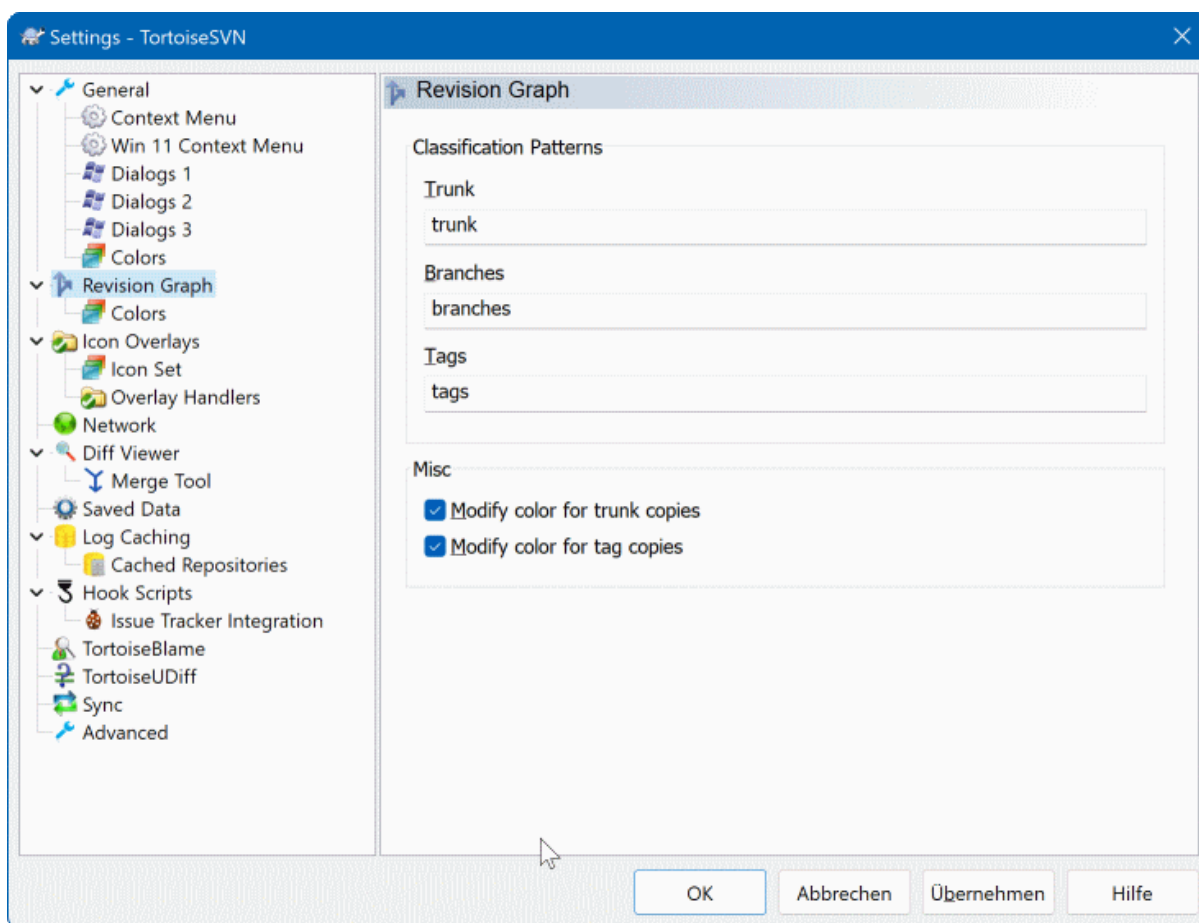 Settings - TortoiseSVN
General
Context Menu
Win 11 Context Menu
Dialogs 1
Dialogs 2
Dialogs 3
Colors
Revision Graph
Colors
Icon Overlays
Icon Set
Overlay Handlers
Network
Diff Viewer
Merge Tool
Saved Data
Log Caching
Cached Repositories
Hook Scripts
Issue Tracker Integration
TortoiseBlame
TortoiseUDiff
Sync
Advanced
Revision Graph
Classification Patterns
Trunk
trunk
Branches
branches
Tags
tags
Misc
Modify color for trunk copies
Modify color for tag copies
OK Abbrechen Übernehmen Hilfe